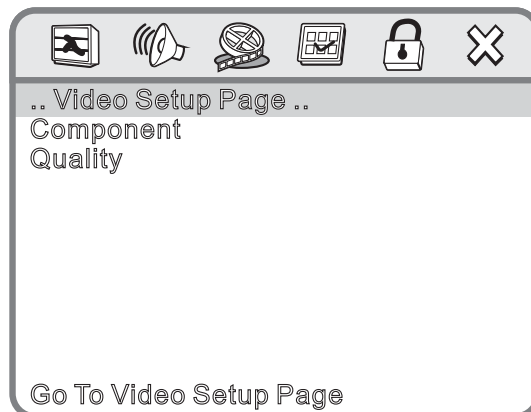 .. Video Setup Page ..
Component
Quality
Go To Video Setup Page